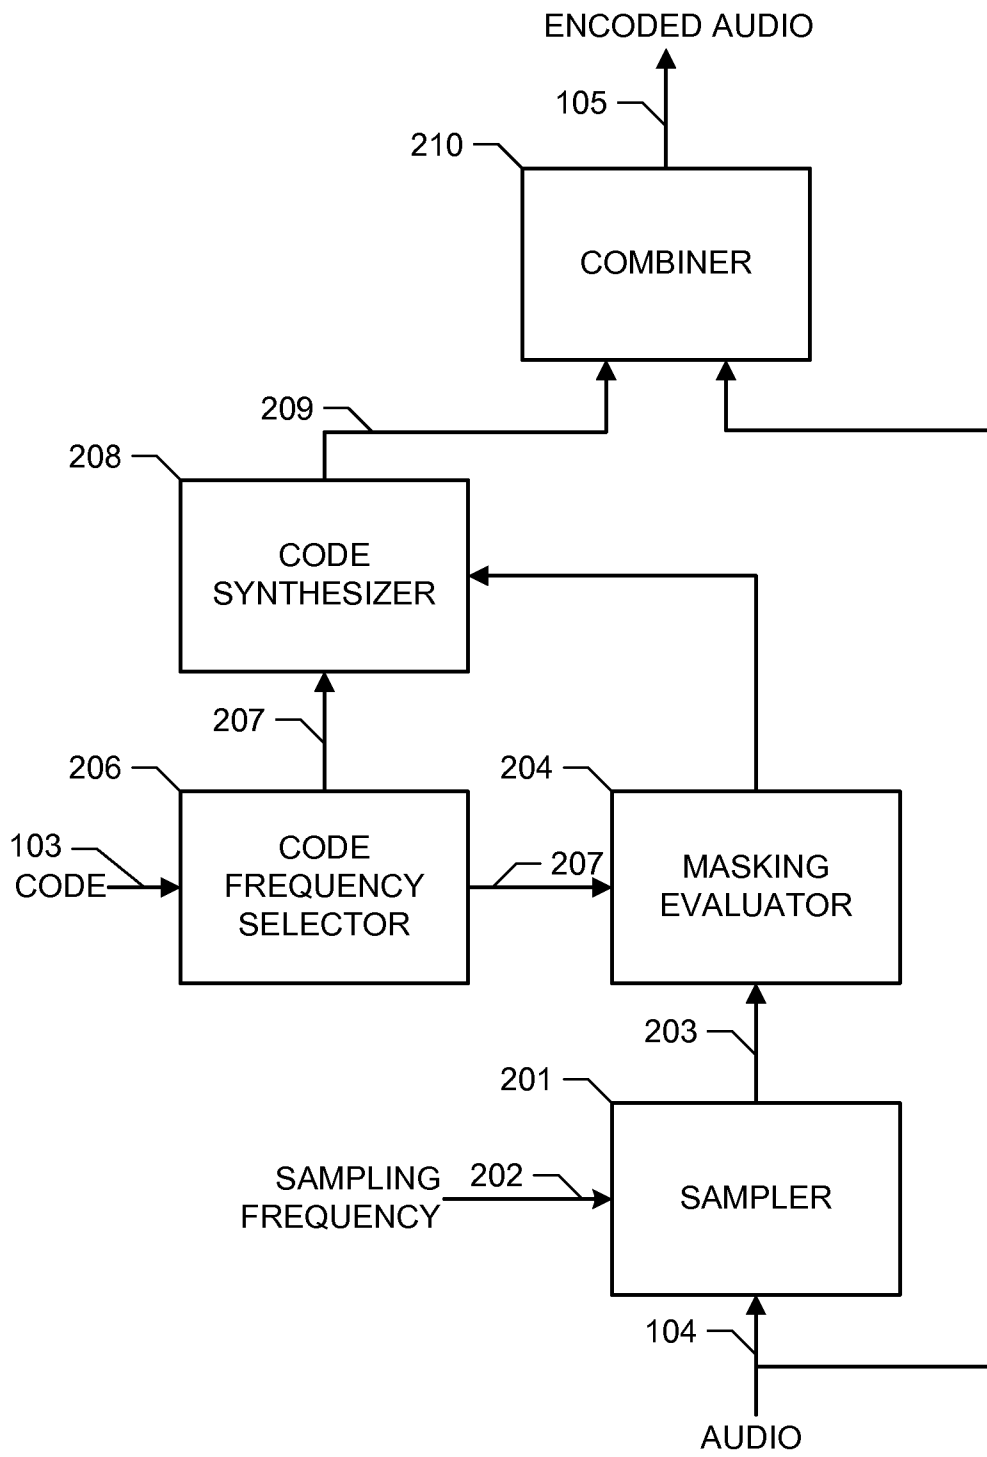 ENCODED AUDIO
105
210
COMBINER
209
208
CODE
SYNTHESIZER
207
206
204
103
CODE
CODE
FREQUENCY
SELECTOR
207
MASKING
EVALUATOR
203
201
SAMPLING
FREQUENCY
202
SAMPLER
104
AUDIO